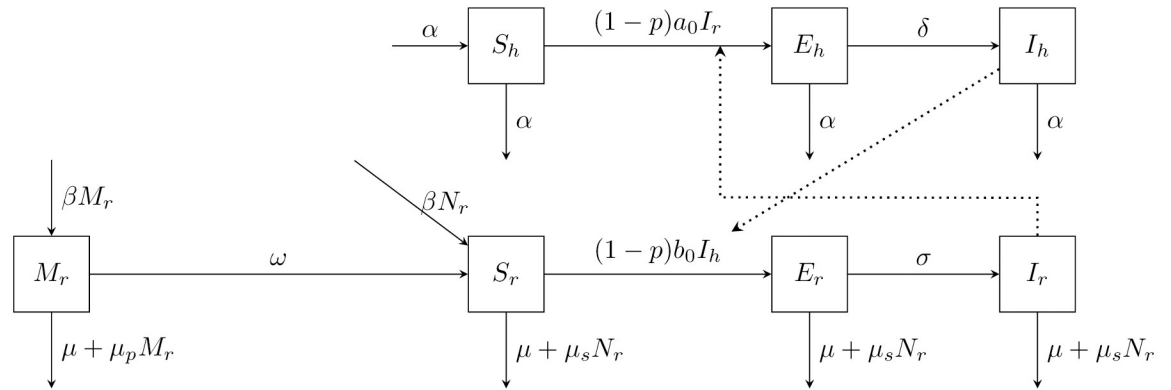 α
S_h
(1 − p)a_0 I_r
E_h
δ
I_h
α
α
α
βM_r
βN_r
M_r
ω
S_r
(1 − p)b_0 I_h
E_r
σ
I_r
μ + μ_p M_r
μ + μ_s N_r
μ + μ_s N_r
μ + μ_s N_r